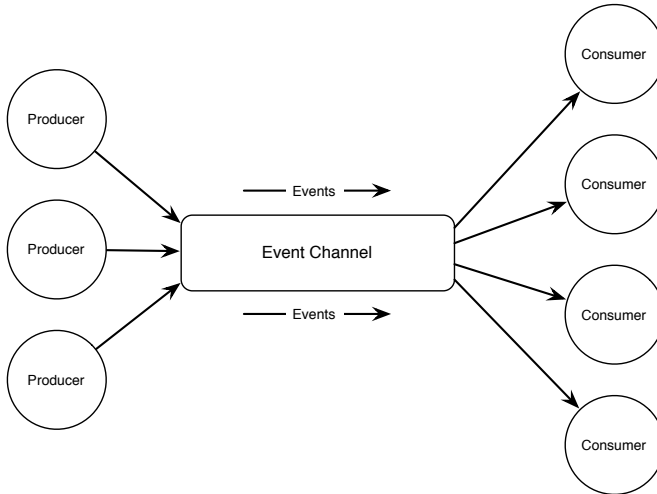 Producer
Producer
Producer
Events
Event Channel
Events
Consumer
Consumer
Consumer
Consumer